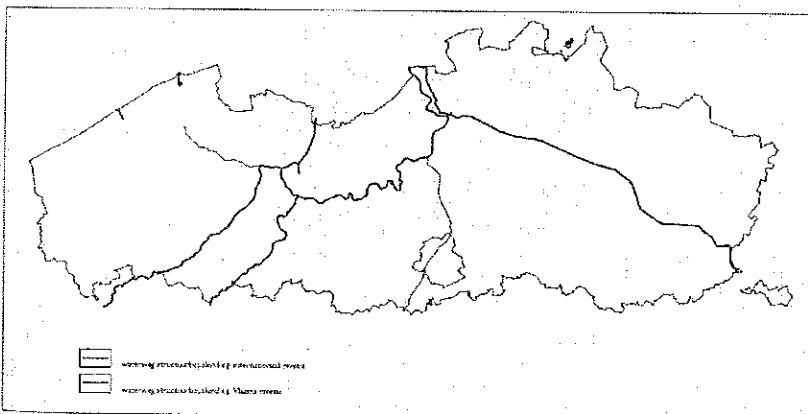 waterweg structuurbepalend op internationaal niveau
waterweg structuurbepalend op Vlaams niveau